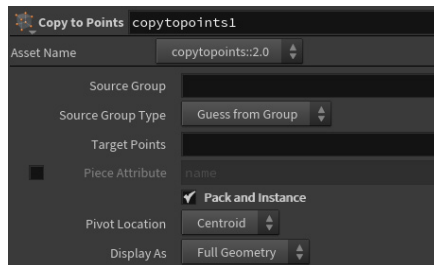 Copy to Points copytopoints1
Asset Name copytopoints::2.0
Source Group
Source Group Type Guess from Group
Target Points
Piece Attribute name
Pack and Instance
Pivot Location Centroid
Display As Full Geometry